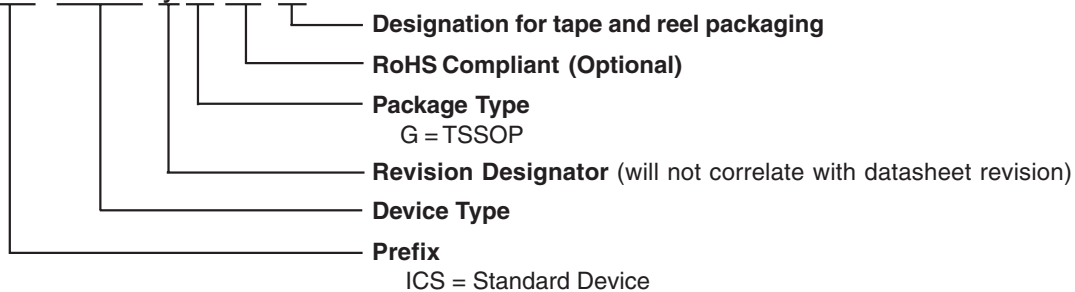 Designation for tape and reel packaging
RoHS Compliant (Optional)
Package Type
G = TSSOP
Revision Designator (will not correlate with datasheet revision)
Device Type
Prefix
ICS = Standard Device